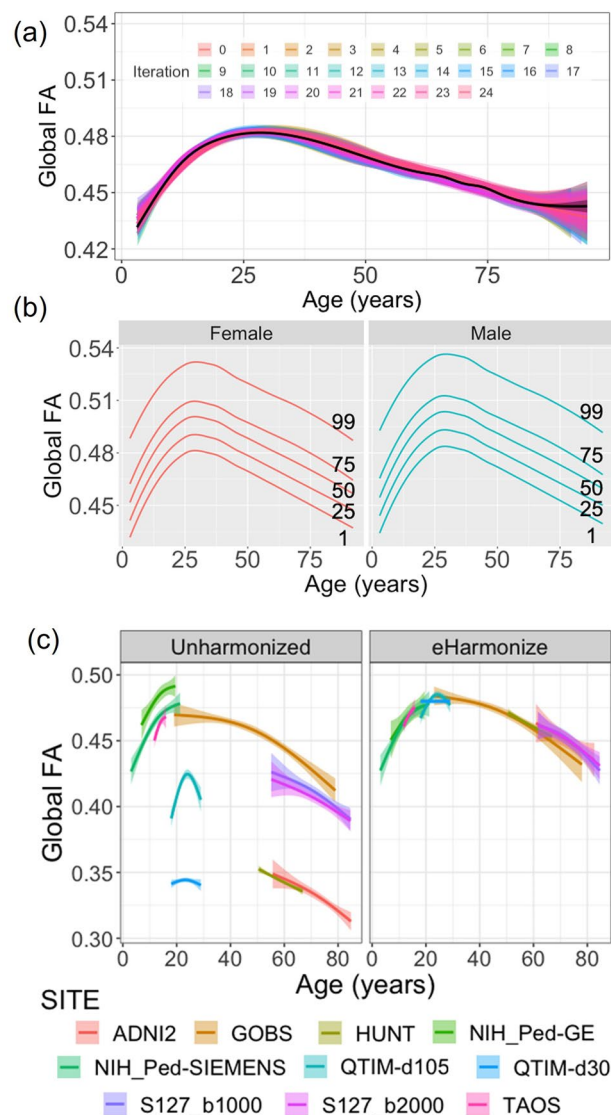 (a)
0.54
0.51
0.48
0.45
0.42
Global FA
Iteration
0 1 2 3 4 5 6 7 8
9 10 11 12 13 14 15 16 17
18 19 20 21 22 23 24
0 25 50 75
Age (years)
(b)
Female Male
0.54
0.51
0.48
0.45
Global FA
99 99
75 75
50 50
25 25
1 1
0 25 50 75 0 25 50 75
Age (years) Age (years)
(c)
Unharmonized eHarmonize
0.50
0.45
0.40
0.35
0.30
Global FA
0 20 40 60 80 0 20 40 60 80
Age (years) Age (years)
SITE
ADNI2 GOBS HUNT NIH_Ped-GE
NIH_Ped-SIEMENS QTIM-d105 QTIM-d30
S127_b1000 S127_b2000 TAOS